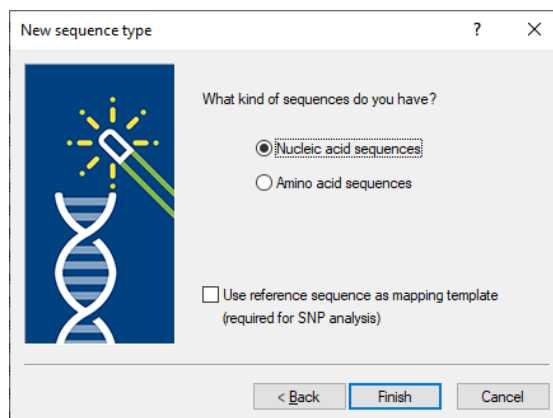 New sequence type
?
What kind of sequences do you have?
Nucleic acid sequences
Amino acid sequences
Use reference sequence as mapping template
(required for SNP analysis)
< Back
Finish
Cancel